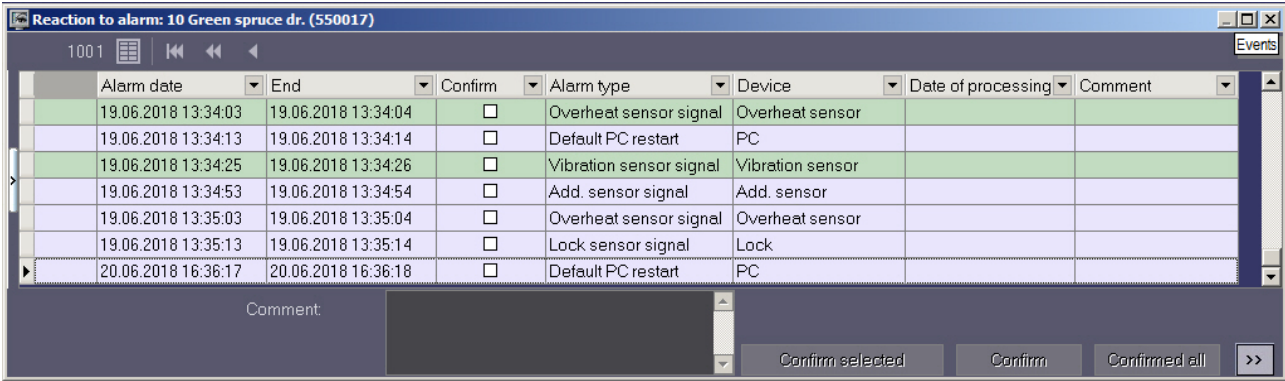 Reaction to alarm: 10 Green spruce dr. (550017)
1001
Events
Alarm date End Confirm Alarm type Device Date of processing Comment
19.06.2018 13:34:03 19.06.2018 13:34:04 Overheat sensor signal Overheat sensor
19.06.2018 13:34:13 19.06.2018 13:34:14 Default PC restart PC
19.06.2018 13:34:25 19.06.2018 13:34:26 Vibration sensor signal Vibration sensor
19.06.2018 13:34:53 19.06.2018 13:34:54 Add. sensor signal Add. sensor
19.06.2018 13:35:03 19.06.2018 13:35:04 Overheat sensor signal Overheat sensor
19.06.2018 13:35:13 19.06.2018 13:35:14 Lock sensor signal Lock
20.06.2018 16:36:17 20.06.2018 16:36:18 Default PC restart PC
Comment:
Confirm selected Confirm Confirmed all >>